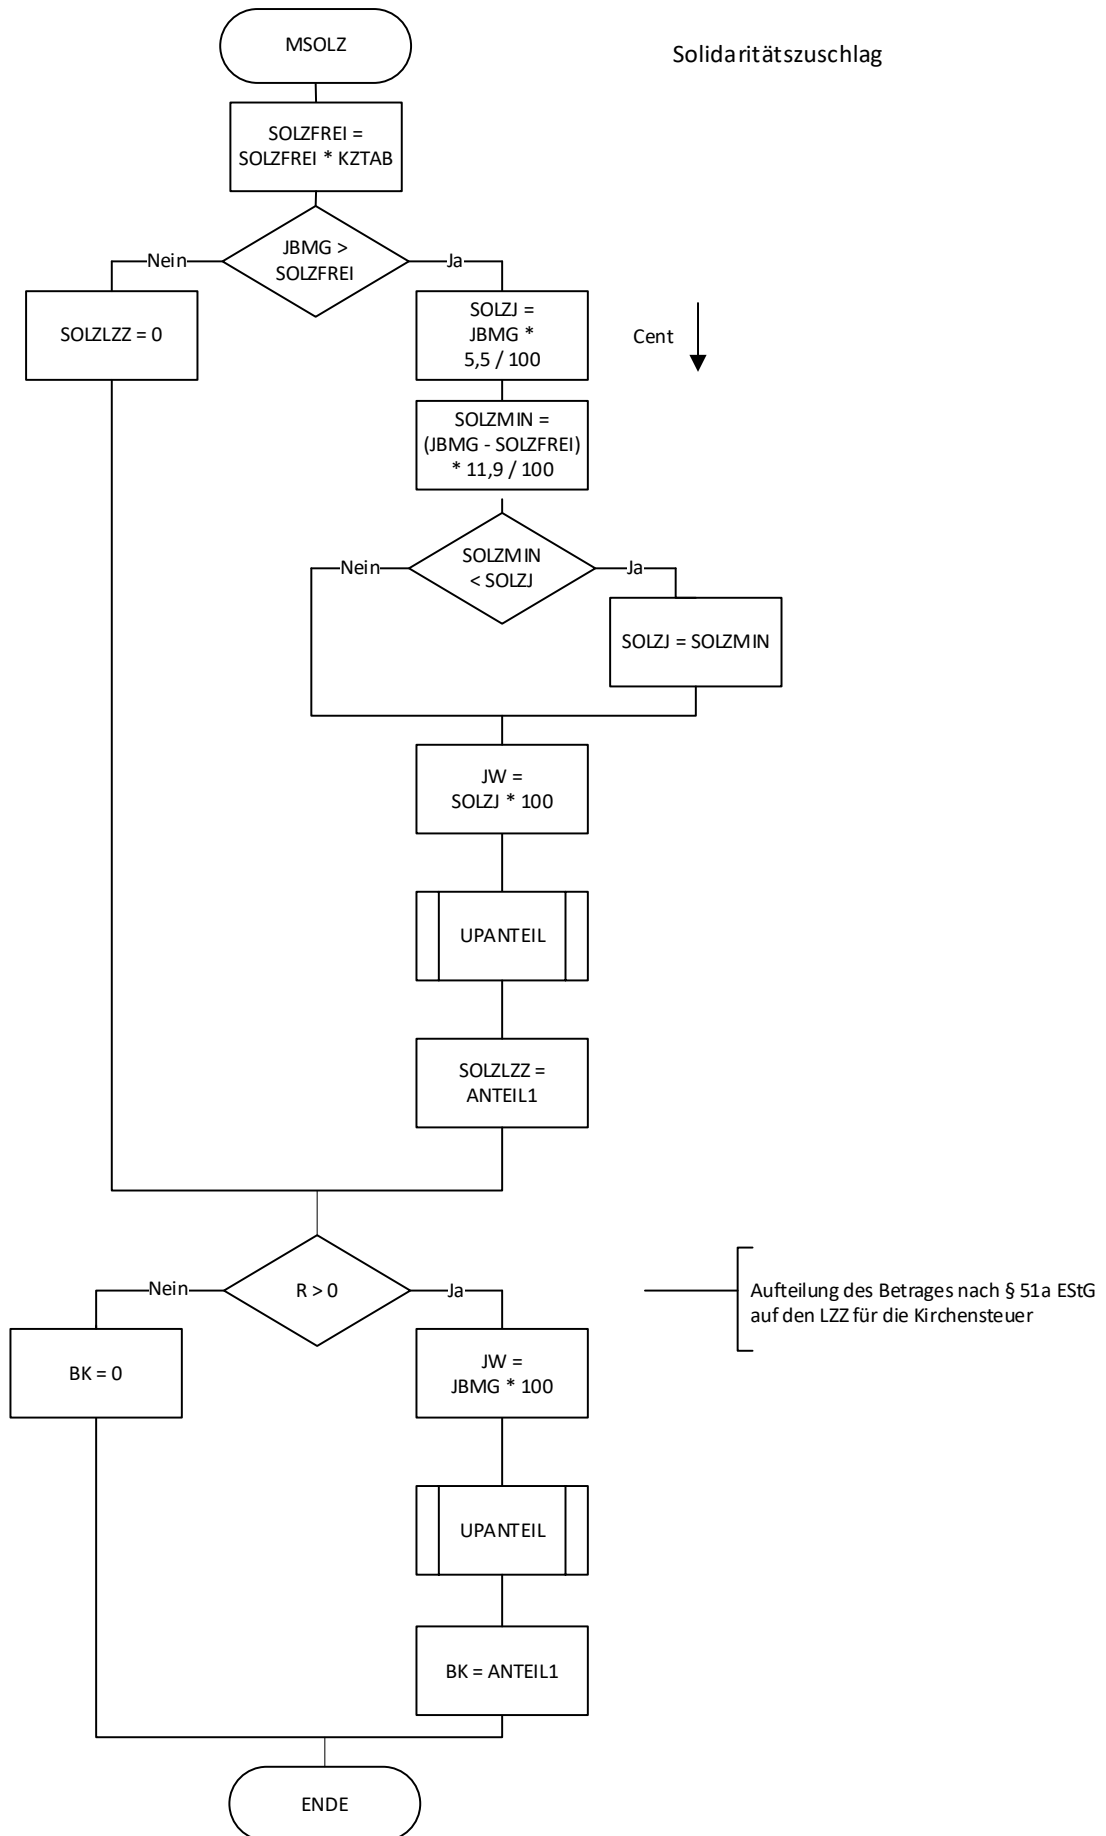 MSOLZ
Solidaritätszuschlag
SOLZFREI =
SOLZFREI * KZTAB
JBMG >
SOLZFREI
Nein
Ja
SOLZLZZ = 0
SOLZJ =
JBMG *
5,5 / 100
Cent
SOLZMIN =
(JBMG - SOLZFREI)
* 11,9 / 100
SOLZMIN
< SOLZJ
Nein
Ja
SOLZJ = SOLZMIN
JW =
SOLZJ * 100
UPANTEIL
SOLZLZZ =
ANTEIL1
R > 0
Nein
Ja
Aufteilung des Betrages nach § 51a EStG
auf den LZZ für die Kirchensteuer
BK = 0
JW =
JBMG * 100
UPANTEIL
BK = ANTEIL1
ENDE